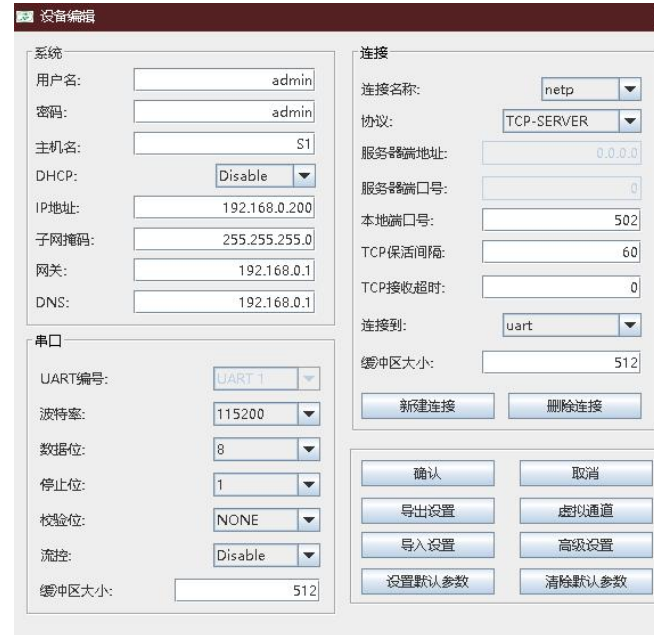 设备编辑
系统
用户名: admin
密码: admin
主机名: S1
DHCP: Disable
IP地址: 192.168.0.200
子网掩码: 255.255.255.0
网关: 192.168.0.1
DNS: 192.168.0.1
串口
UART编号: UART 1
波特率: 115200
数据位: 8
停止位: 1
校验位: NONE
流控: Disable
缓冲区大小: 512
连接
连接名称: netp
协议: TCP-SERVER
服务器端地址: 0.0.0.0
服务器端口号: 0
本地端口号: 502
TCP保活间隔: 60
TCP接收超时: 0
连接到: uart
缓冲区大小: 512
新建连接 删除连接
确认 取消
导出设置 虚拟通道
导入设置 高级设置
设置默认参数 清除默认参数